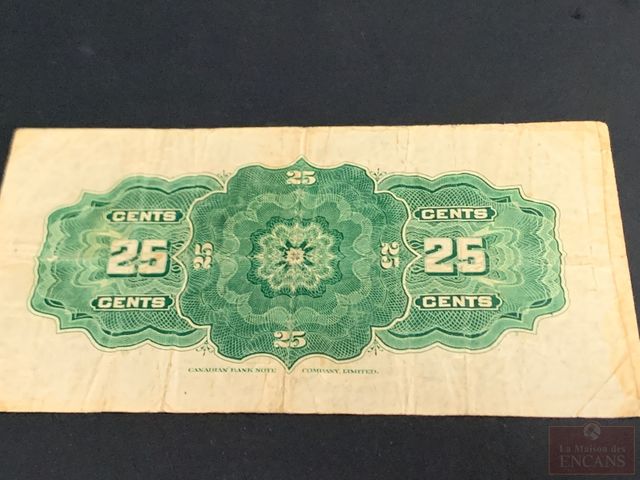 25
CENTS CENTS
25 25 25 25
CENTS CENTS
25
CANADIAN BANK NOTE COMPANY, LIMITED.
La Maison des
ENCANS